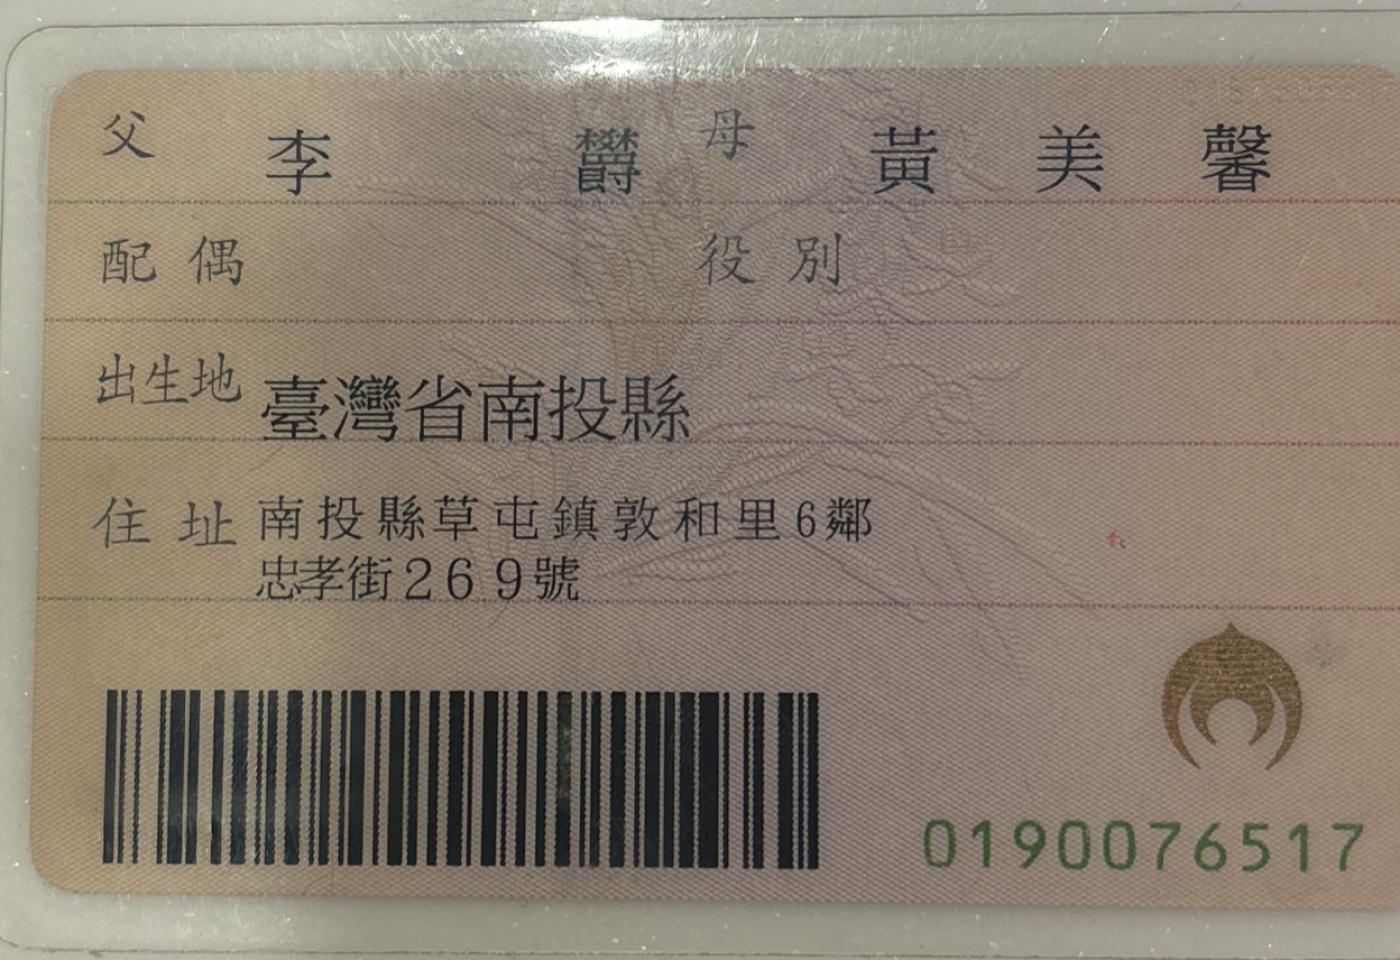 父 李 欝 母 黃 美 馨
配偶 役別
出生地 臺灣省南投縣
住址 南投縣草屯鎮敦和里6鄰
忠孝街269號
0190076517